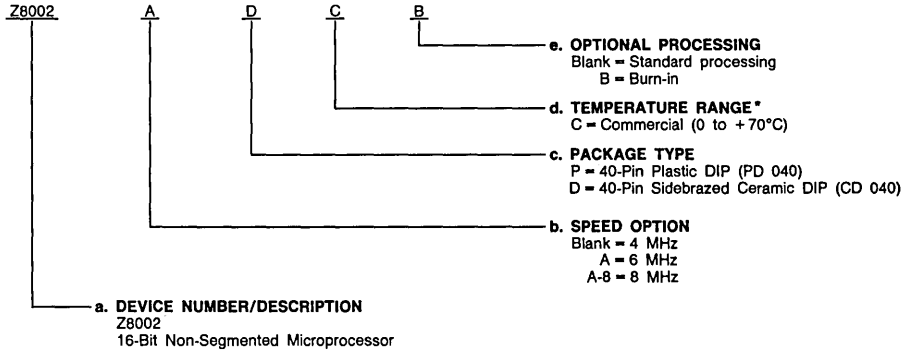 Z8002 A D C B
e. OPTIONAL PROCESSING
Blank = Standard processing
B = Burn-in
d. TEMPERATURE RANGE*
C = Commercial (0 to +70°C)
c. PACKAGE TYPE
P = 40-Pin Plastic DIP (PD 040)
D = 40-Pin Sidebrazed Ceramic DIP (CD 040)
b. SPEED OPTION
Blank = 4 MHz
A = 6 MHz
A-8 = 8 MHz
a. DEVICE NUMBER/DESCRIPTION
Z8002
16-Bit Non-Segmented Microprocessor